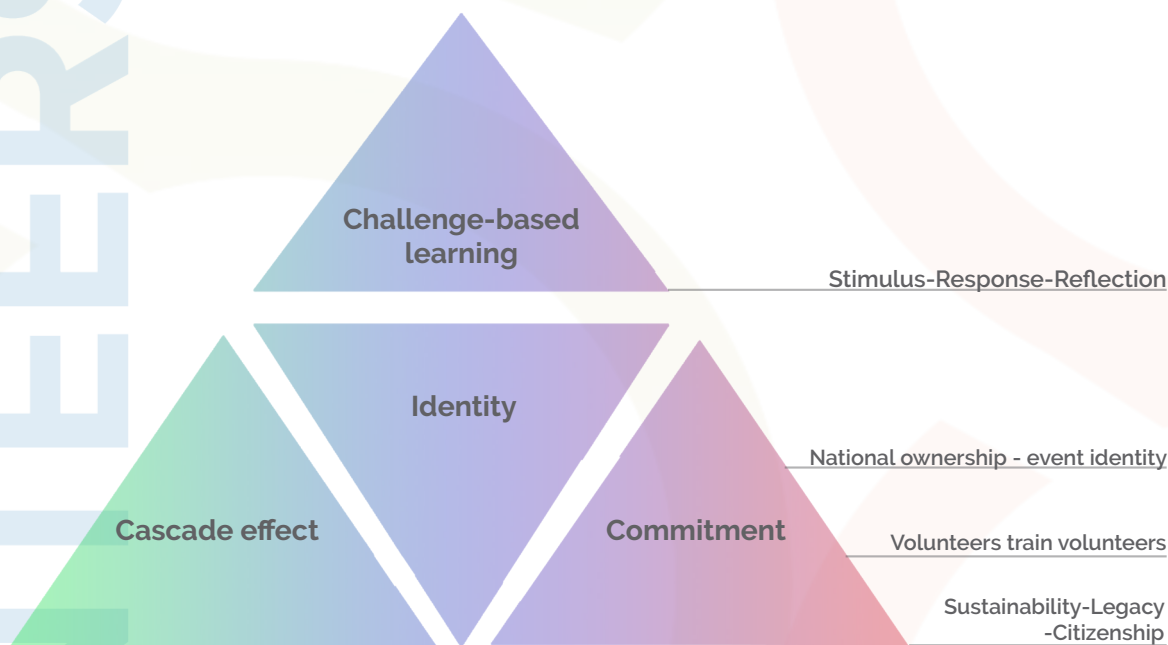 Challenge-based
learning
Stimulus-Response-Reflection
Identity
National ownership - event identity
Cascade effect
Commitment
Volunteers train volunteers
Sustainability-Legacy
-Citizenship